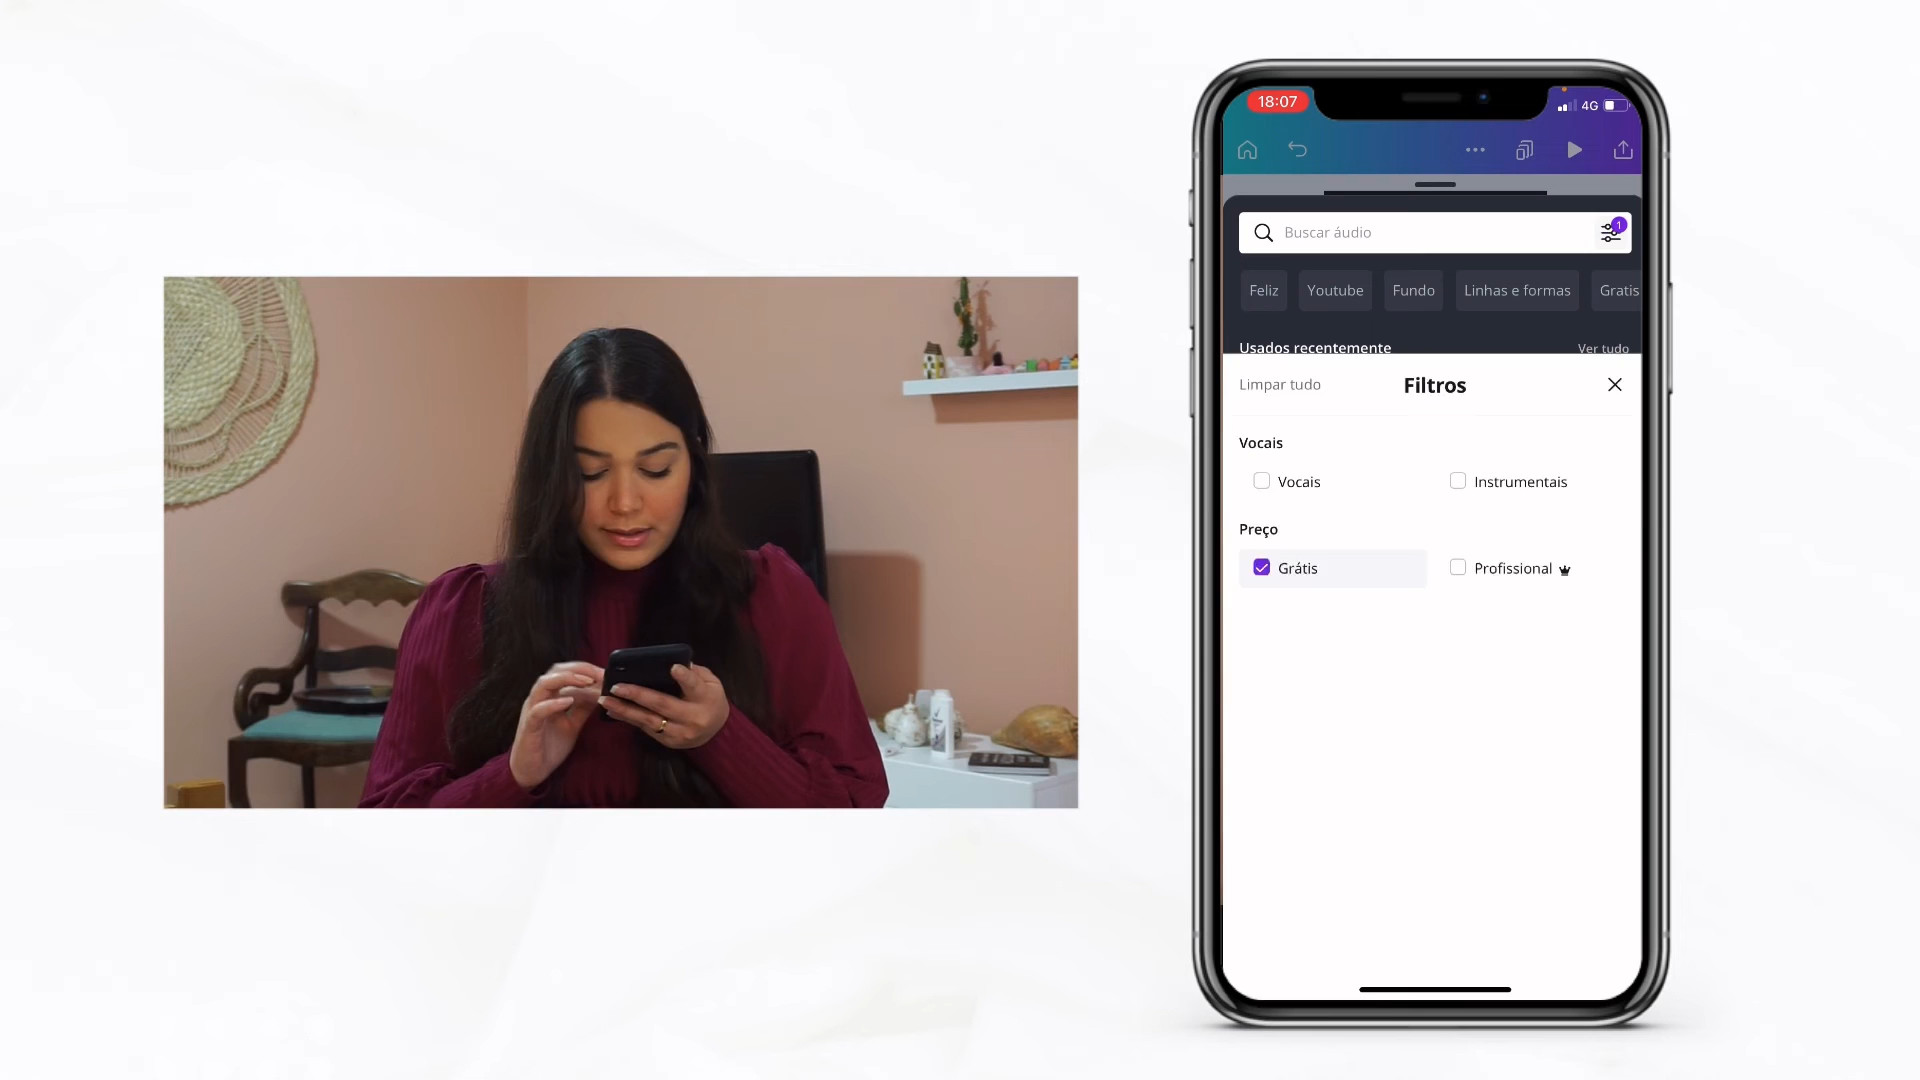 18:07
4G
Buscar áudio
1
Feliz
Youtube
Fundo
Linhas e formas
Gratis
Usados recentemente
Ver tudo
Limpar tudo
Filtros
Vocais
Vocais
Instrumentais
Preço
Grátis
Profissional